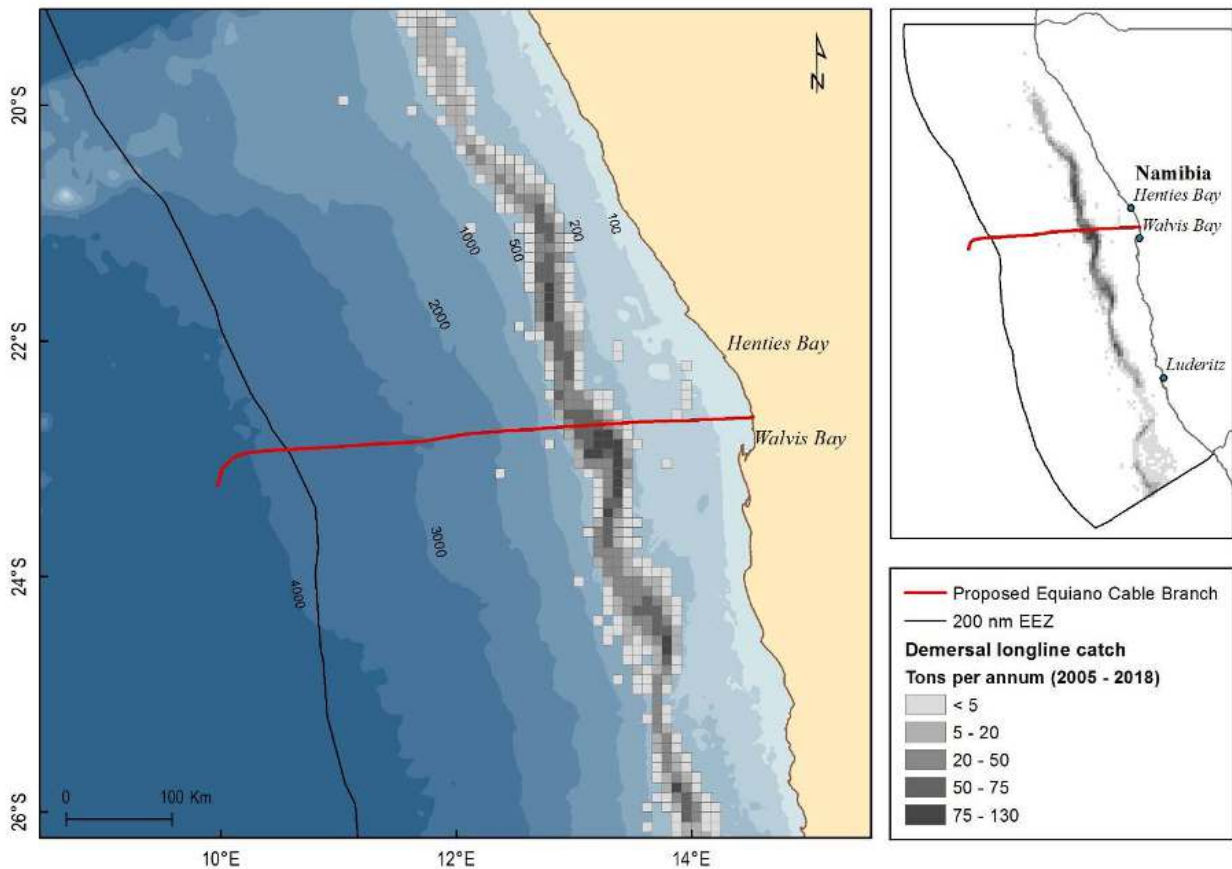 N
20°S
22°S
24°S
26°S
10°E
12°E
14°E
100
200
500
1000
2000
3000
4000
Henties Bay
Walvis Bay
0 100 Km
Namibia
Henties Bay
Walvis Bay
Luderitz
Proposed Equiano Cable Branch
200 nm EEZ
Demersal longline catch
Tons per annum (2005 - 2018)
< 5
5 - 20
20 - 50
50 - 75
75 - 130